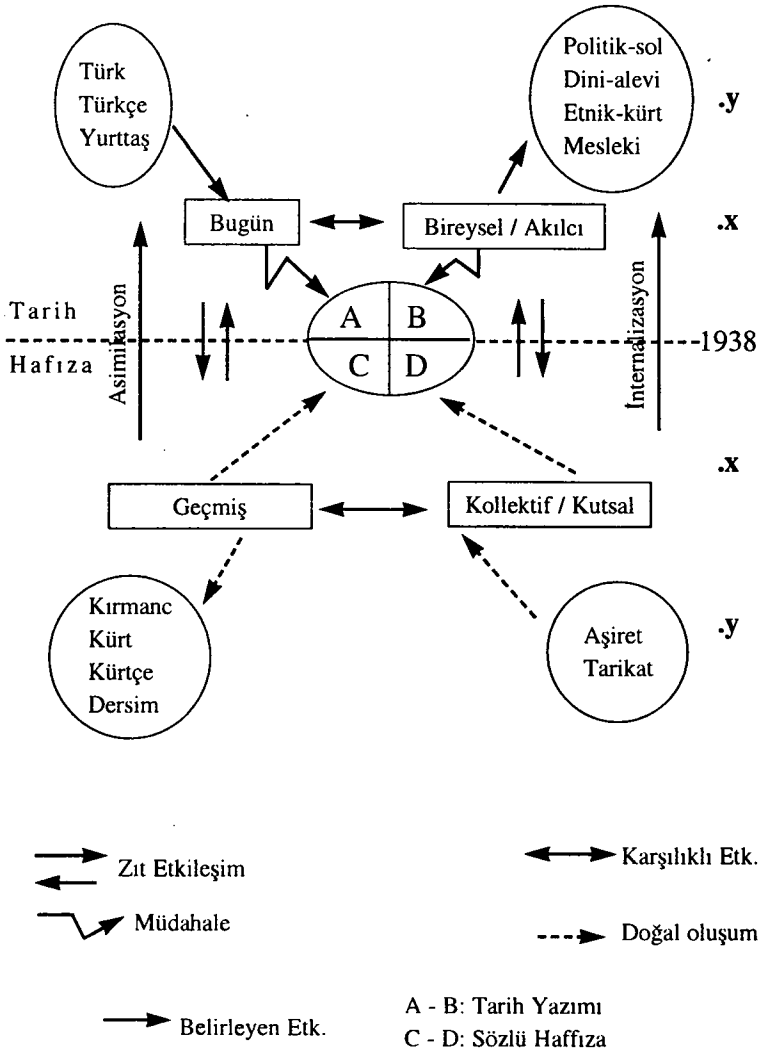 Türk
Türkçe
Yurttaş
Politik-sol
Dini-alevi
Etnik-kürt
Mesleki
.y
Bugün
Bireysel / Akılcı
.x
Asimilasyon
İnternalizasyon
Tarih
Hafıza
A
B
C
D
1938
.x
Geçmiş
Kollektif / Kutsal
Kırmanc
Kürt
Kürtçe
Dersim
Aşiret
Tarikat
.y
Zıt Etkileşim
Karşılıklı Etk.
Müdahale
Doğal oluşum
Belirleyen Etk.
A - B: Tarih Yazımı
C - D: Sözlü Haffıza